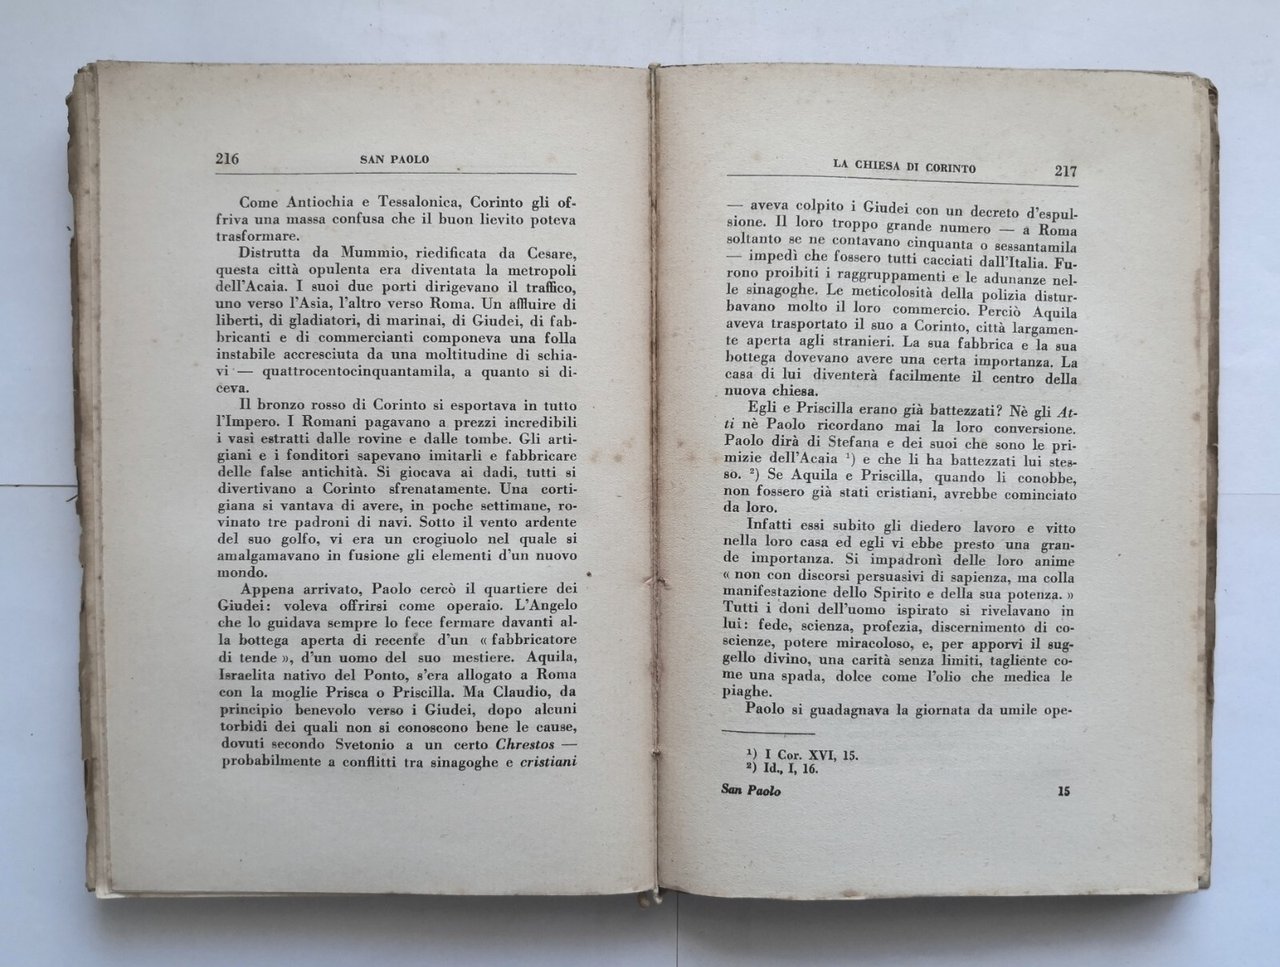 216 SAN PAOLO
Come Antiochia e Tessalonica, Corinto gli of-
friva una massa confusa che il buon lievito poteva
trasformare.
Distrutta da Mummio, riedificata da Cesare,
questa città opulenta era diventata la metropoli
dell'Acaia. I suoi due porti dirigevano il traffico,
uno verso l'Asia, l'altro verso Roma. Un affluire di
liberti, di gladiatori, di marinai, di Giudei, di fab-
bricanti e di commercianti componeva una folla
instabile accresciuta da una moltitudine di schia-
vi — quattrocentocinquantamila, a quanto si di-
ceva.
Il bronzo rosso di Corinto si esportava in tutto
l'Impero. I Romani pagavano a prezzi incredibili
i vasi estratti dalle rovine e dalle tombe. Gli arti-
giani e i fonditori sapevano imitarli e fabbricare
delle false antichità. Si giocava ai dadi, tutti si
divertivano a Corinto sfrenatamente. Una corti-
giana si vantava di avere, in poche settimane, ro-
vinato tre padroni di navi. Sotto il vento ardente
del suo golfo, vi era un crogiuolo nel quale si
amalgamavano in fusione gli elementi d'un nuovo
mondo.
Appena arrivato, Paolo cercò il quartiere dei
Giudei: voleva offrirsi come operaio. L'Angelo
che lo guidava sempre lo fece fermare davanti al-
la bottega aperta di recente d'un « fabbricatore
di tende », d'un uomo del suo mestiere. Aquila,
Israelita nativo del Ponto, s'era allogato a Roma
con la moglie Prisca o Priscilla. Ma Claudio, da
principio benevolo verso i Giudei, dopo alcuni
torbidi dei quali non si conoscono bene le cause,
dovuti secondo Svetonio a un certo Chrestos —
probabilmente a conflitti tra sinagoghe e cristiani
LA CHIESA DI CORINTO 217
— aveva colpito i Giudei con un decreto d'espul-
sione. Il loro troppo grande numero — a Roma
soltanto se ne contavano cinquanta o sessantamila
— impedì che fossero tutti cacciati dall'Italia. Fu-
rono proibiti i raggruppamenti e le adunanze nel-
le sinagoghe. Le meticolosità della polizia distur-
bavano molto il loro commercio. Perciò Aquila
aveva trasportato il suo a Corinto, città largamen-
te aperta agli stranieri. La sua fabbrica e la sua
bottega dovevano avere una certa importanza. La
casa di lui diventerà facilmente il centro della
nuova chiesa.
Egli e Priscilla erano già battezzati? Nè gli At-
ti nè Paolo ricordano mai la loro conversione.
Paolo dirà di Stefana e dei suoi che sono le pri-
mizie dell'Acaia ¹) e che li ha battezzati lui stes-
so. ²) Se Aquila e Priscilla, quando li conobbe,
non fossero già stati cristiani, avrebbe cominciato
da loro.
Infatti essi subito gli diedero lavoro e vitto
nella loro casa ed egli vi ebbe presto una gran-
de importanza. Si impadronì delle loro anime
« non con discorsi persuasivi di sapienza, ma colla
manifestazione dello Spirito e della sua potenza. »
Tutti i doni dell'uomo ispirato si rivelavano in
lui: fede, scienza, profezia, discernimento di co-
scienze, potere miracoloso, e, per apporvi il sug-
gello divino, una carità senza limiti, tagliente co-
me una spada, dolce come l'olio che medica le
piaghe.
Paolo si guadagnava la giornata da umile ope-
¹) I Cor. XVI, 15.
²) Id., I, 16.
San Paolo 15